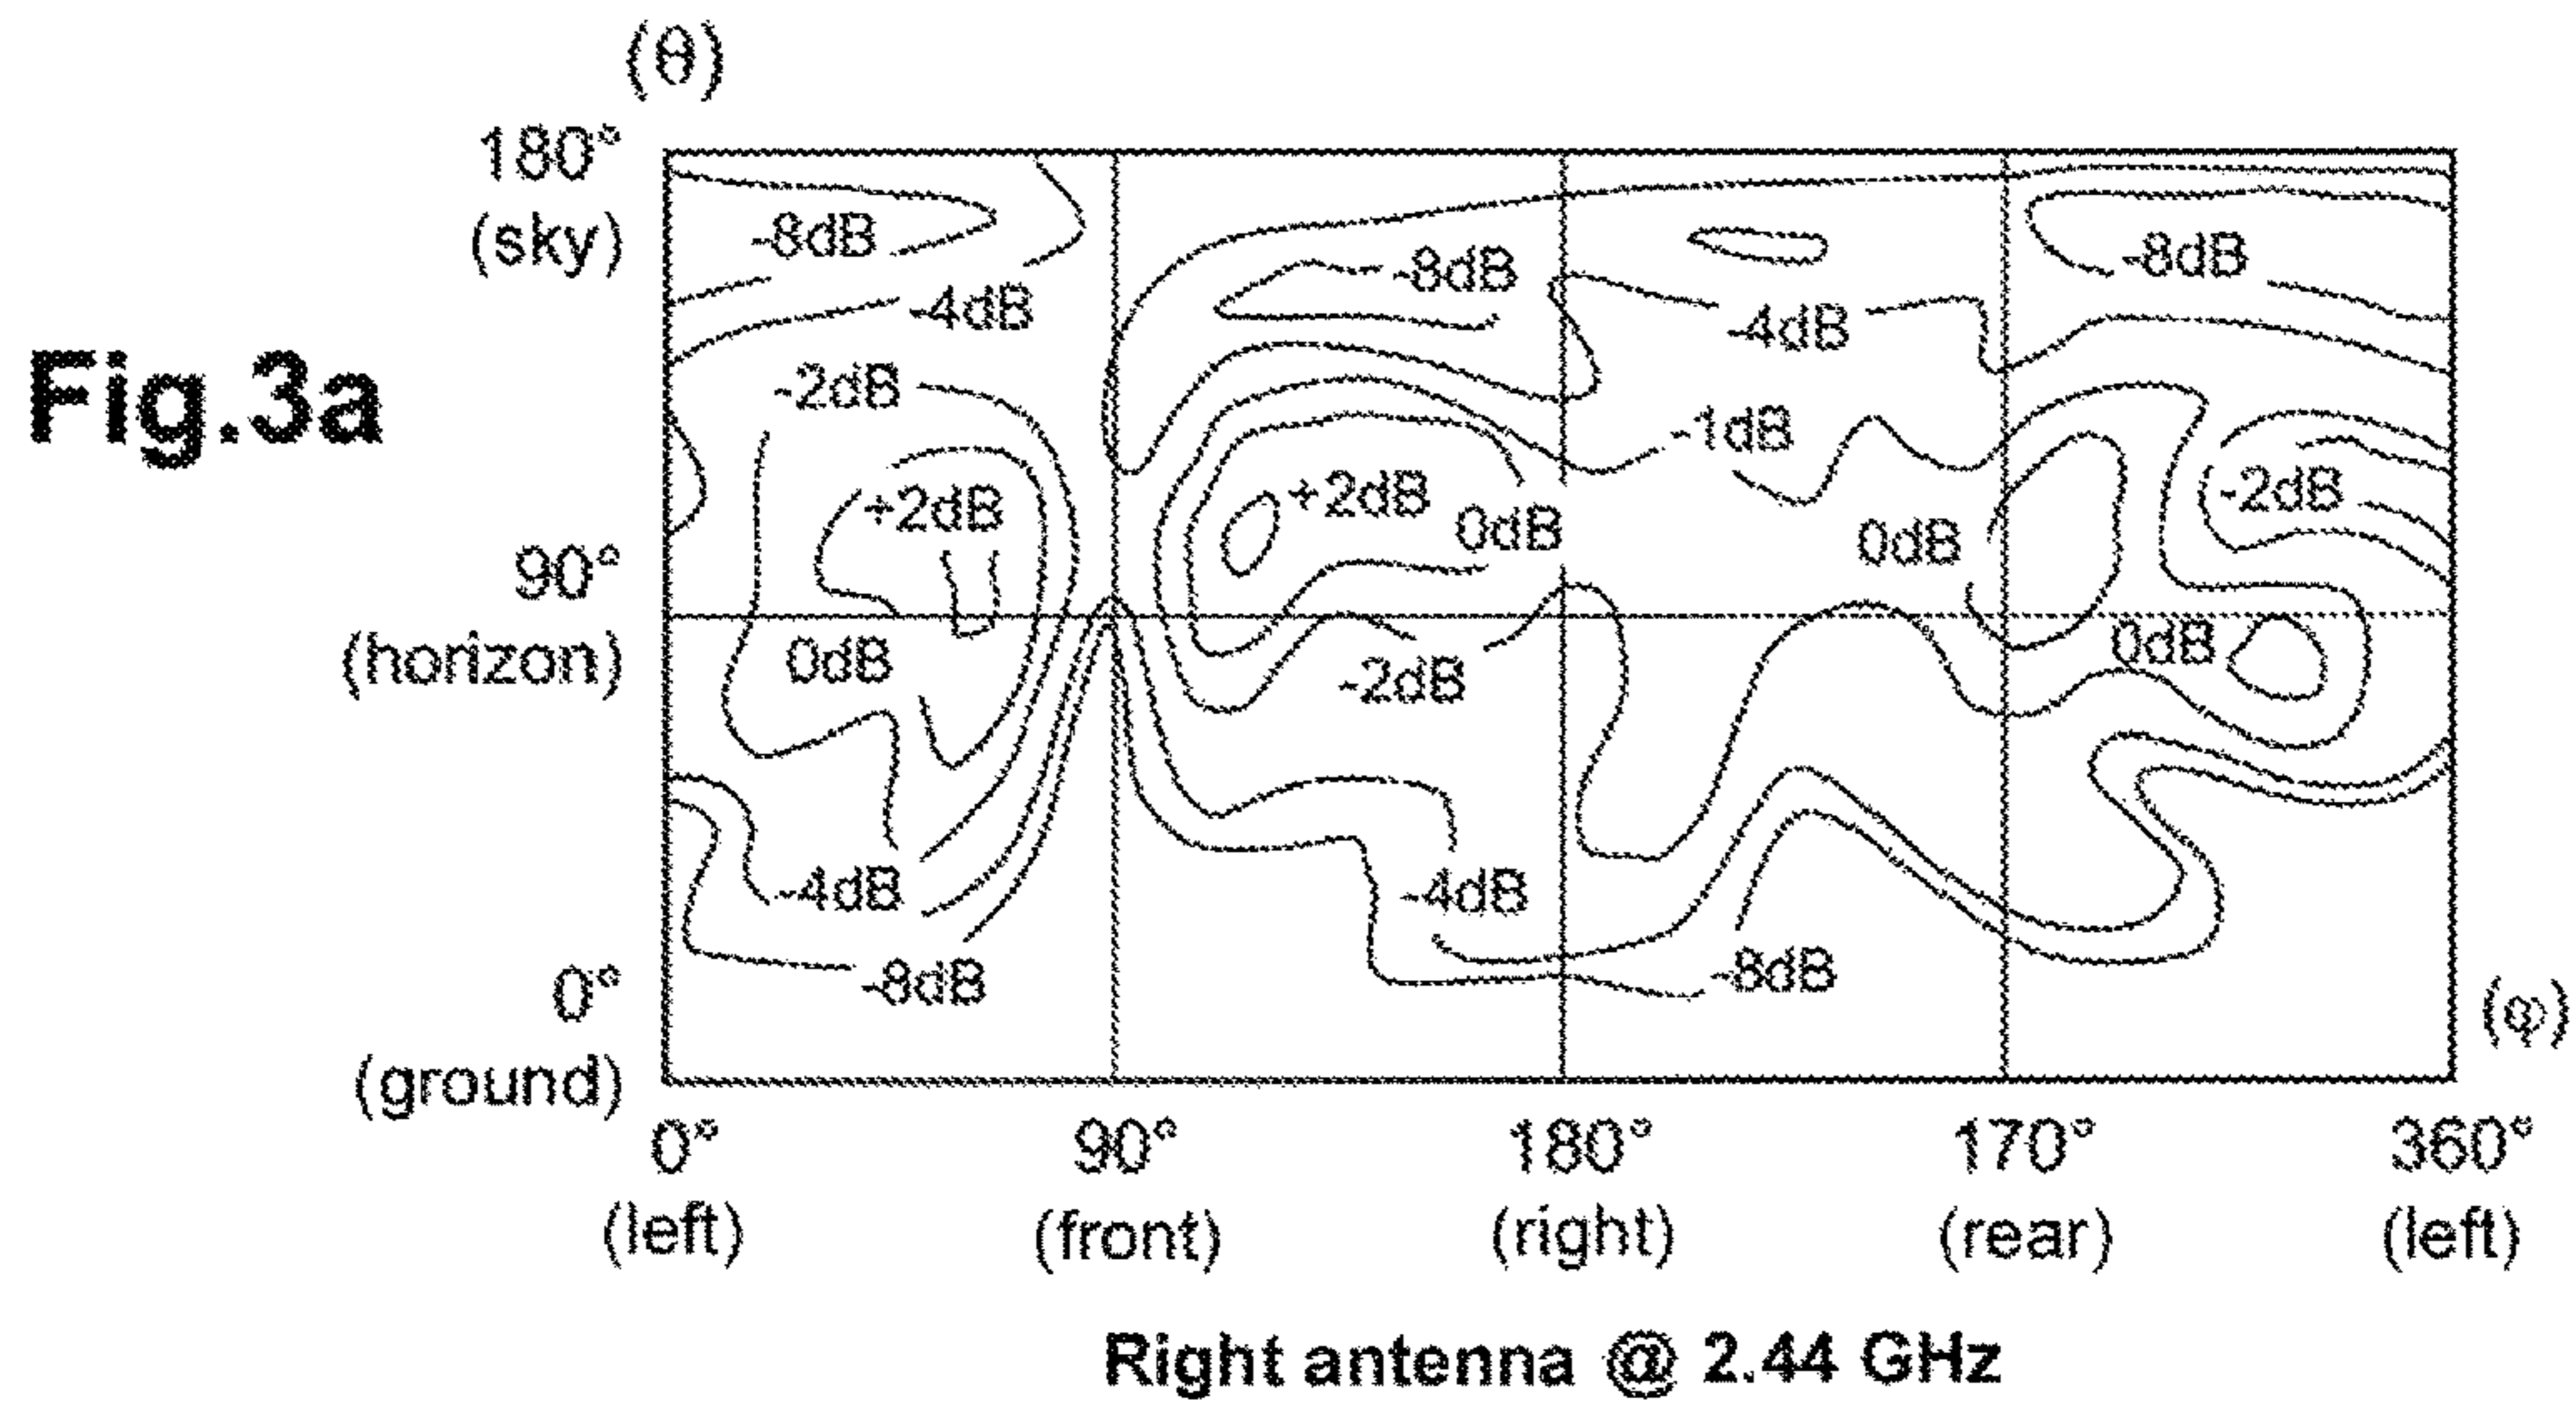 (θ)
180°
(sky)
-8dB
-8dB
-8dB
-4dB
-4dB
Fig.3a
-2dB
-1dB
+2dB
+2dB
0dB
0dB
-2dB
90°
(horizon)
0dB
-2dB
0dB
-4dB
-4dB
-8dB
-8dB
0°
(ground)
(φ)
0°
90°
180°
170°
360°
(left)
(front)
(right)
(rear)
(left)
Right antenna @ 2.44 GHz